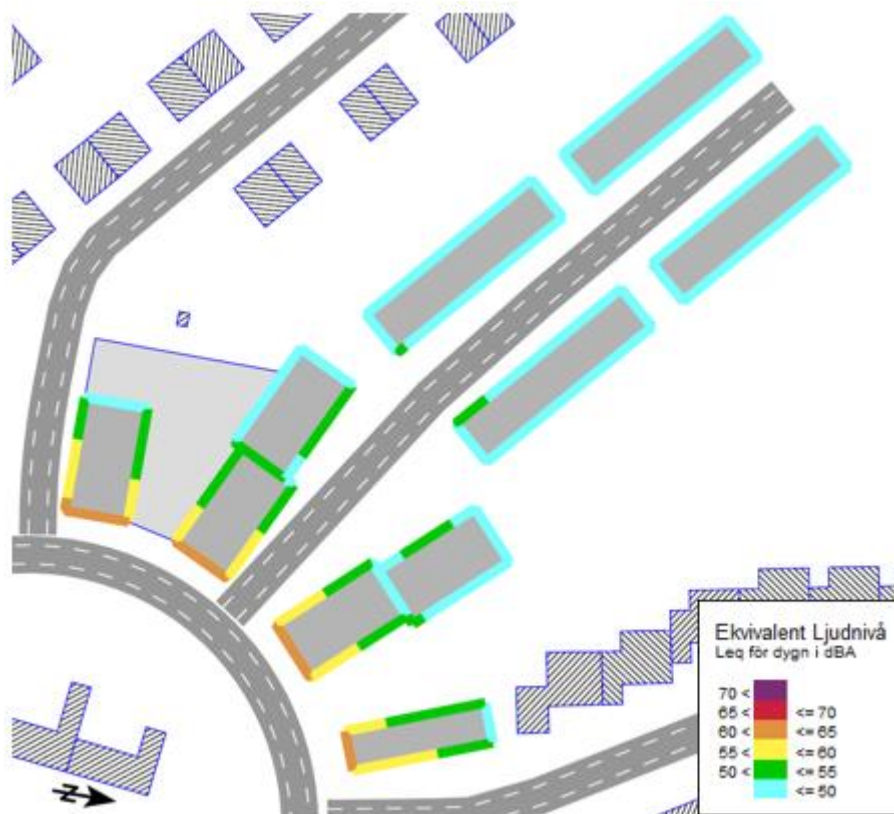 Ekvivalent Ljudnivå
Leq för dygn i dBA
70 <
65 < <= 70
60 < <= 65
55 < <= 60
50 < <= 55
<= 50
Z